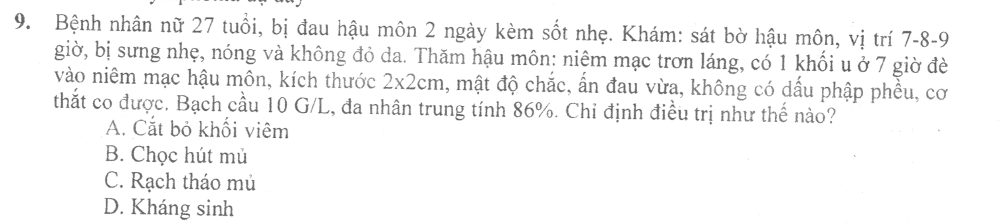 9. Bệnh nhân nữ 27 tuổi, bị đau hậu môn 2 ngày kèm sốt nhẹ. Khám: sát bờ hậu môn, vị trí 7-8-9
giờ, bị sưng nhẹ, nóng và không đỏ da. Thăm hậu môn: niêm mạc trơn láng, có 1 khối u ở 7 giờ đè
vào niêm mạc hậu môn, kích thước 2x2cm, mật độ chắc, ấn đau vừa, không có dấu phập phều, cơ
thắt co được. Bạch cầu 10 G/L, đa nhân trung tính 86%. Chỉ định điều trị như thế nào?
A. Cắt bỏ khối viêm
B. Chọc hút mủ
C. Rạch tháo mủ
D. Kháng sinh